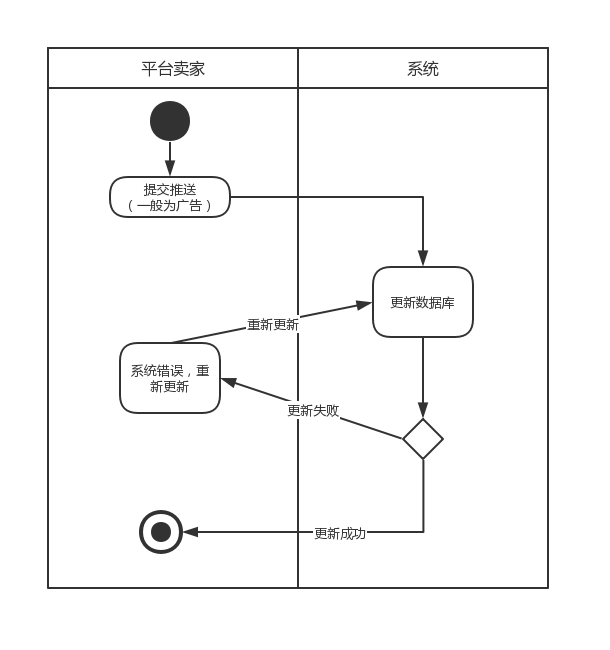 平台卖家
系统
提交推送
（一般为广告）
更新数据库
重新更新
系统错误，重
新更新
更新失败
更新成功